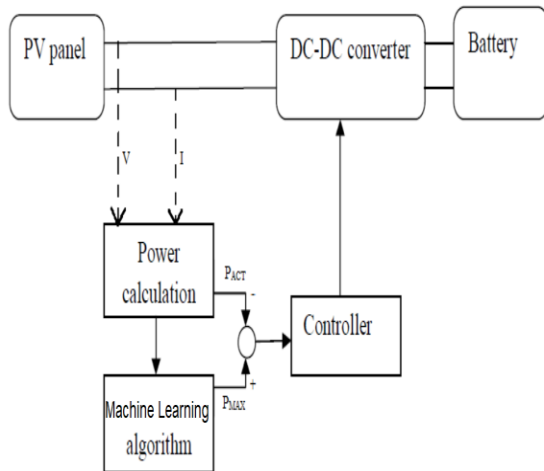 PV panel
DC-DC converter
Battery
V
I
Power
calculation
PACT
-
Controller
Machine Learning
algorithm
PMAX
+